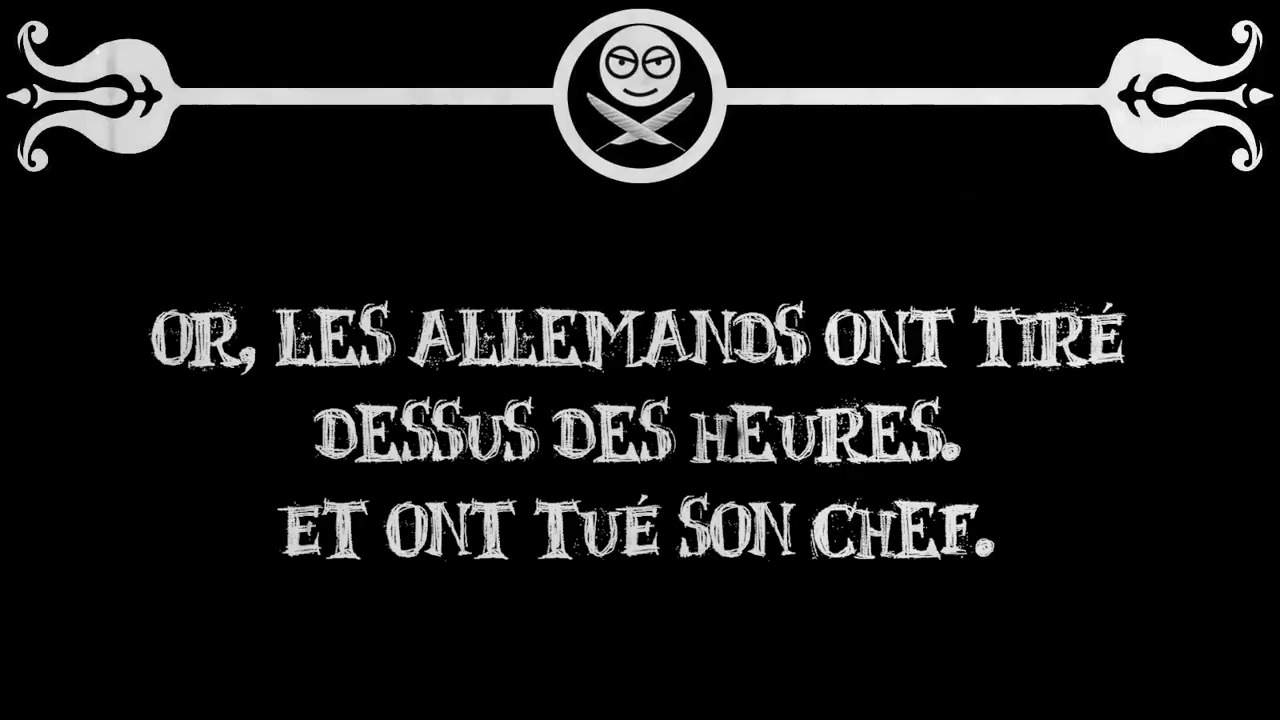 OR, LES ALLEMANDS ONT TIRÉ
DESSUS DES HEURES.
ET ONT TUÉ SON CHEF.